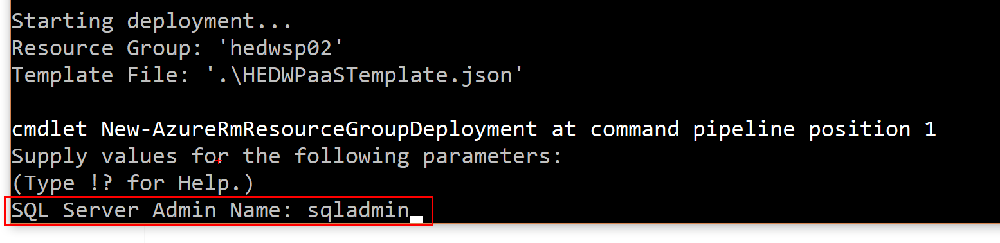 Starting deployment...
Resource Group: 'hedwsp02'
Template File: '.\HEDWPaaSTemplate.json'
cmdlet New-AzureRmResourceGroupDeployment at command pipeline position 1
Supply values for the following parameters:
(Type !? for Help.)
SQL Server Admin Name: sqladmin